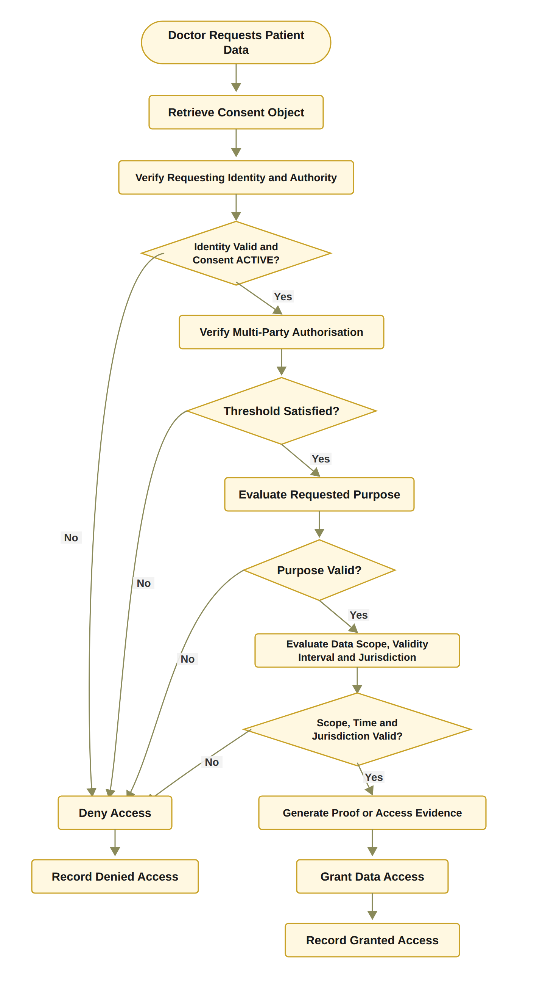 Doctor Requests Patient
Data
Retrieve Consent Object
Verify Requesting Identity and Authority
Identity Valid and
Consent ACTIVE?
Yes
Verify Multi-Party Authorisation
Threshold Satisfied?
Yes
Evaluate Requested Purpose
No
Purpose Valid?
No
Yes
Evaluate Data Scope, Validity
Interval and Jurisdiction
No
Scope, Time and
Jurisdiction Valid?
No
Yes
Deny Access
Generate Proof or Access Evidence
Record Denied Access
Grant Data Access
Record Granted Access